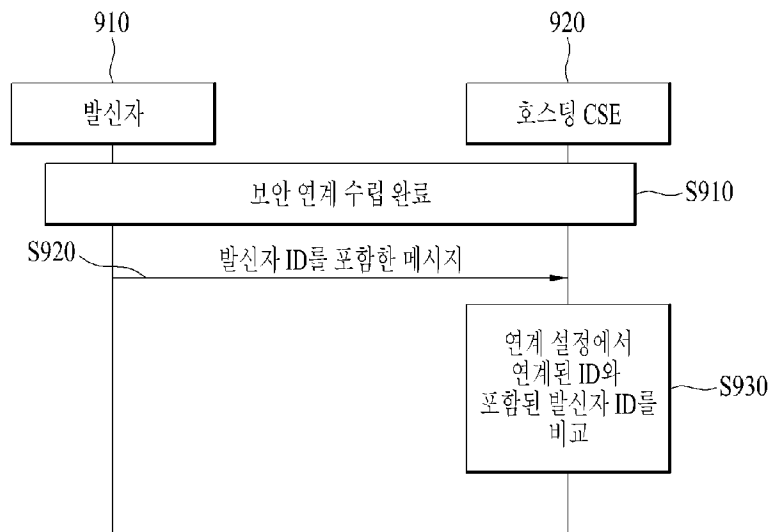 910
920
발신자
호스팅 CSE
보안 연계 수립 완료
S910
S920
발신자 ID를 포함한 메시지
연계 설정에서
연계된 ID와
포함된 발신자 ID를
비교
S930